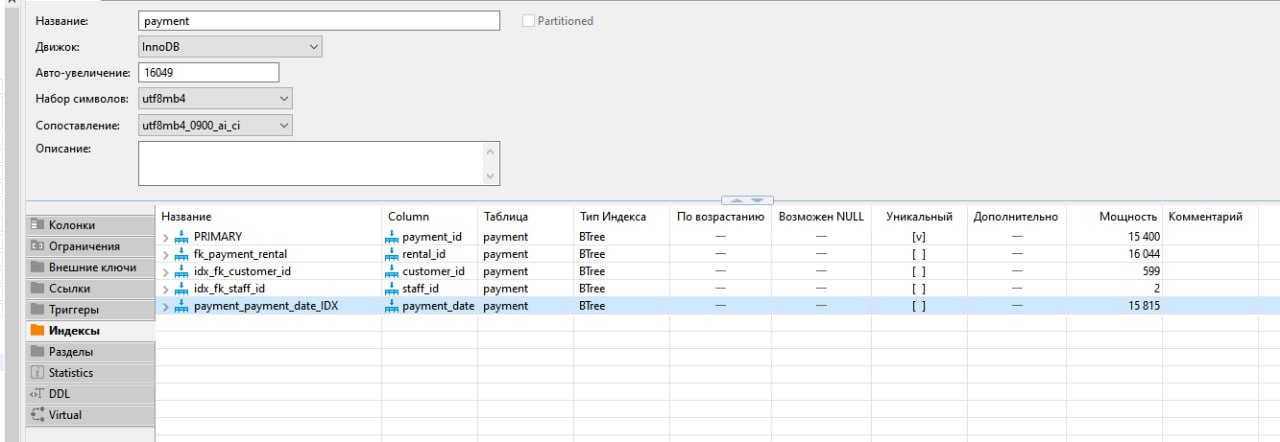 Название: payment Partitioned
Движок: InnoDB
Авто-увеличение: 16049
Набор символов: utf8mb4
Сопоставление: utf8mb4_0900_ai_ci
Описание:
Колонки
Ограничения
Внешние ключи
Ссылки
Триггеры
Индексы
Разделы
Statistics
DDL
Virtual
Название Column Таблица Тип Индекса По возрастанию Возможен NULL Уникальный Дополнительно Мощность Комментарий
PRIMARY payment_id payment BTree — — [v] — 15 400
fk_payment_rental rental_id payment BTree — — [ ] — 16 044
idx_fk_customer_id customer_id payment BTree — — [ ] — 599
idx_fk_staff_id staff_id payment BTree — — [ ] — 2
payment_payment_date_IDX payment_date payment BTree — — [ ] — 15 815